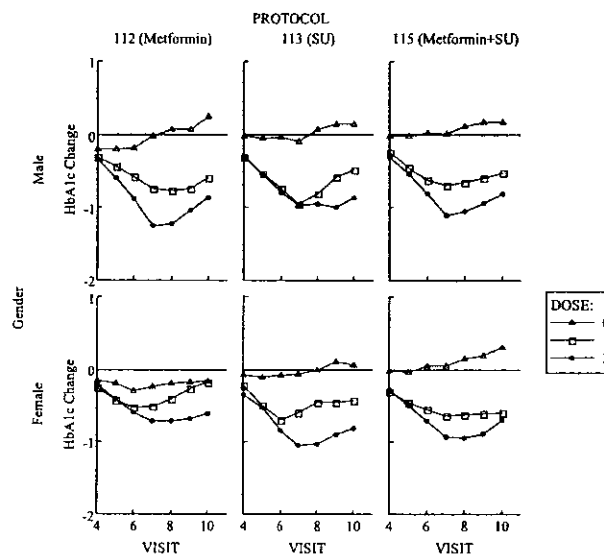 PROTOCOL
112 (Metformin) 113 (SU) 115 (Metformin+SU)
Gender
Male
HbA1c Change
1
0
-1
-2
Female
HbA1c Change
1
0
-1
-2
4 6 8 10 4 6 8 10 4 6 8 10
VISIT VISIT VISIT
DOSE: